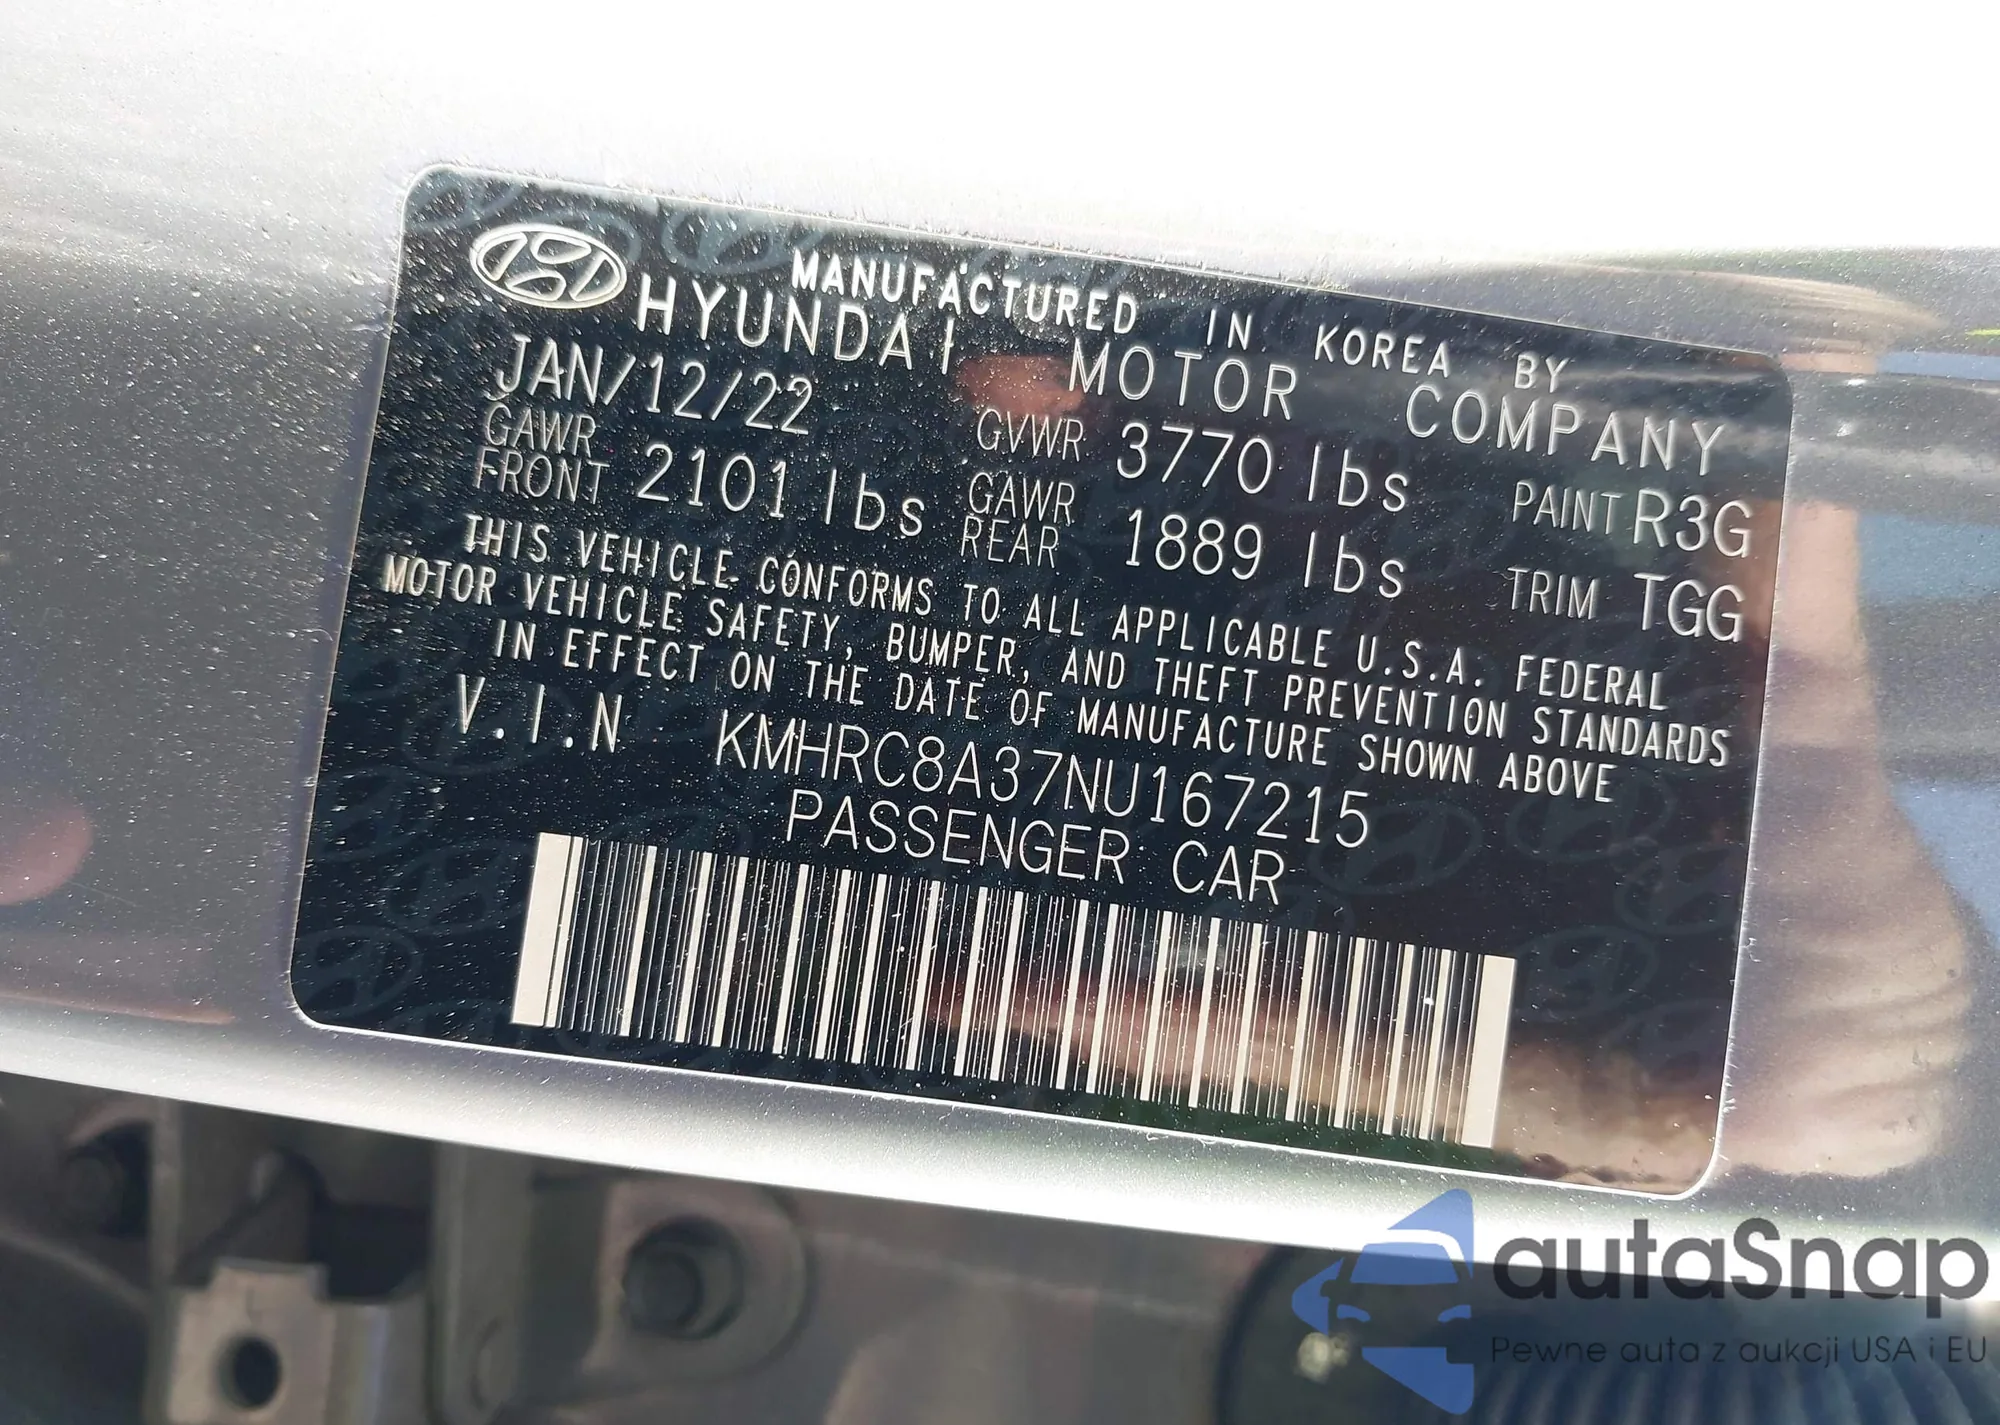 MANUFACTURED IN KOREA BY
HYUNDAI MOTOR COMPANY
JAN/12/22 GVWR 3770 lbs PAINT R3G
GAWR FRONT 2101 lbs GAWR REAR 1889 lbs TRIM TGG
THIS VEHICLE CONFORMS TO ALL APPLICABLE U.S.A. FEDERAL
MOTOR VEHICLE SAFETY, BUMPER, AND THEFT PREVENTION STANDARDS
IN EFFECT ON THE DATE OF MANUFACTURE SHOWN ABOVE
V.I.N KMHRC8A37NU167215
PASSENGER CAR
autaSnap
Pewne auta z aukcji USA i EU